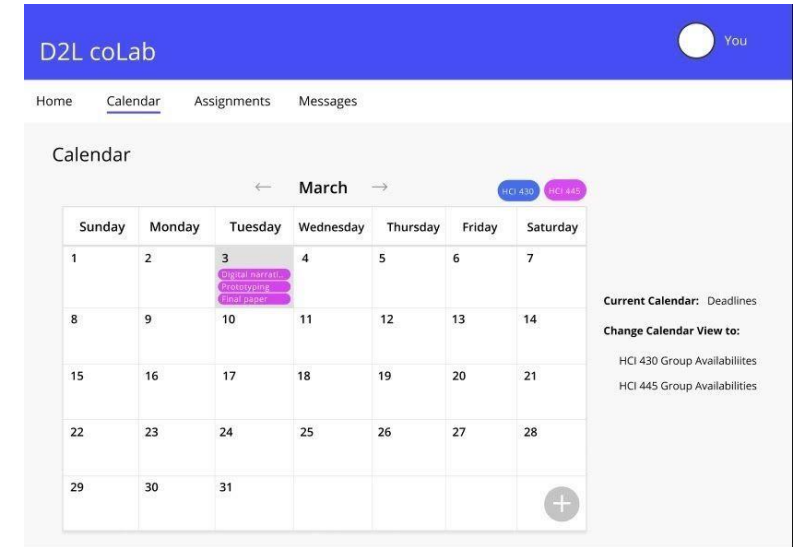 D2L coLab
You
Home Calendar Assignments Messages
Calendar
← March →
HCI 430 HCI 445
Sunday Monday Tuesday Wednesday Thursday Friday Saturday
1 2 3 4 5 6 7
Digital narrati...
Prototyping
Final paper
8 9 10 11 12 13 14
15 16 17 18 19 20 21
22 23 24 25 26 27 28
29 30 31
+
Current Calendar: Deadlines
Change Calendar View to:
HCI 430 Group Availabiliites
HCI 445 Group Availabilities